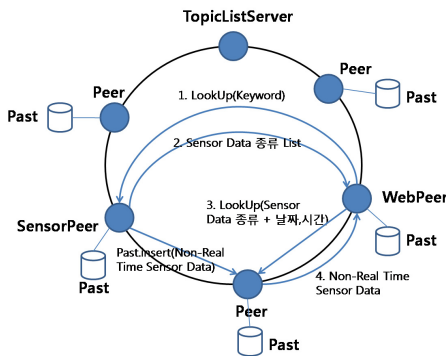 TopicListServer
Peer
Peer
Past
Past
1. LookUp(Keyword)
2. Sensor Data 종류 List
3. LookUp(Sensor
Data 종류 + 날짜,시간)
WebPeer
SensorPeer
Past.Insert(Non-Real
Time Sensor Data)
Past
Past
4. Non-Real Time
Sensor Data
Peer
Past